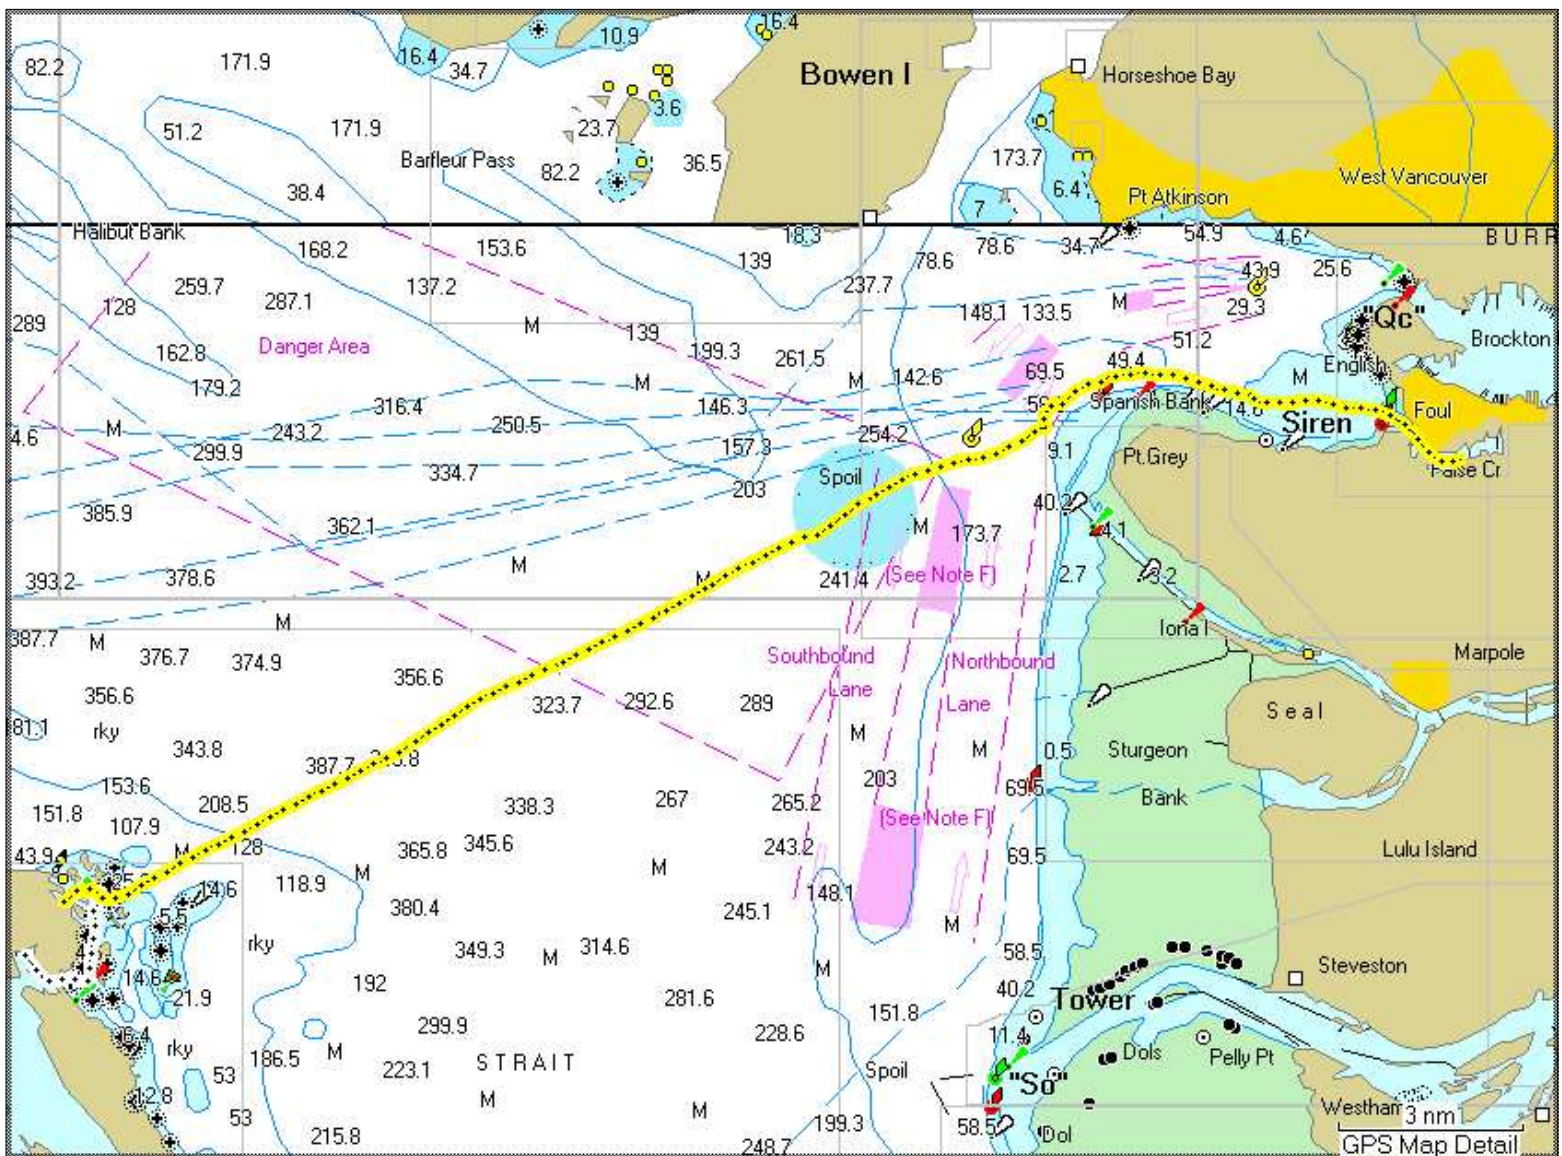 16.4
10.9
16.4
82.2
171.9
34.7
Bowen I
Horseshoe Bay
3.6
51.2
171.9
23.7
Barfleur Pass
82.2
36.5
173.7
West Vancouver
38.4
6.4
Pt Atkinson
7
Halibut Bank
168.2
153.6
18.3
78.6
34.7
54.9
4.6
BURR
139
78.6
43.9
25.6
259.7
137.2
237.7
128
287.1
M
29.3
289
M
148.1
133.5
"Qc"
139
51.2
Brockton
Danger Area
162.8
199.3
261.5
49.4
English
179.2
M
M
142.6
69.5
M
316.4
146.3
Spanish Bank
14.6
Foul
4.6
M
243.2
250.5
254.2
Siren
299.9
157.3
9.1
Pt.Grey
334.7
Spoil
False Cr
203
385.9
362.1
M
173.7
40.2
4.1
M
393.2
378.6
M
241.4
(See Note F)
2.7
3.2
387.7
M
M
Iona I
376.7
374.9
Southbound
Northbound
Marpole
356.6
356.6
Lane
Lane
323.7
292.6
289
Seal
81.1
rky
343.8
M
M
0.5
Sturgeon
387.7
153.6
203
69.5
Bank
151.8
208.5
338.3
267
265.2
107.9
(See Note F)
43.9
M
128
365.8
345.6
243.2
69.5
Lulu Island
M
M
118.9
14.6
148.1
380.4
245.1
5.5
M
rky
349.3
M
314.6
58.5
14.6
192
M
Steveston
21.9
281.6
40.2
Tower
299.9
151.8
6.4
228.6
11.4
rky
186.5
M
STRAIT
Dols
Pelly Pt
53
223.1
Spoil
"So"
12.8
M
53
M
199.3
3 nm
215.8
248.7
58.5
Dol
GPS Map Detail